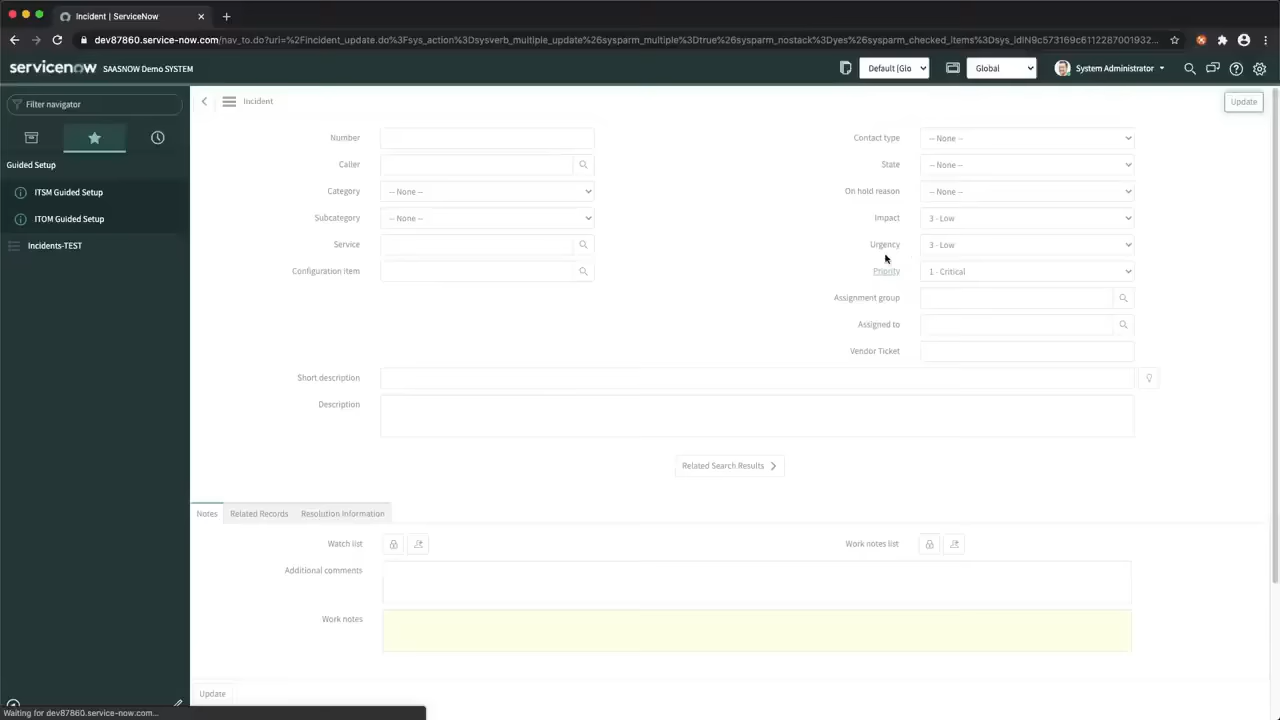 Incident | ServiceNow
dev87860.service-now.com/nav_to.do?uri=%2Fincident_update.do%3Fsys_action%3Dsysverb_multiple_update%26sysparm_multiple%3Dtrue%26sysparm_nostack%3Dyes%26sysparm_checked_items%3Dsys_idIN9c573169c6112287001932...
servicenow SAASNOW Demo SYSTEM
Default [Glo
Global
System Administrator
Filter navigator
Guided Setup
ITSM Guided Setup
ITOM Guided Setup
Incidents-TEST
Incident
Update
Number
Contact type -- None --
Caller
State -- None --
Category -- None --
On hold reason -- None --
Subcategory -- None --
Impact 3 - Low
Service
Urgency 3 - Low
Configuration item
Priority 1 - Critical
Assignment group
Assigned to
Vendor Ticket
Short description
Description
Related Search Results
Notes Related Records Resolution Information
Watch list
Work notes list
Additional comments
Work notes
Update
Waiting for dev87860.service-now.com...